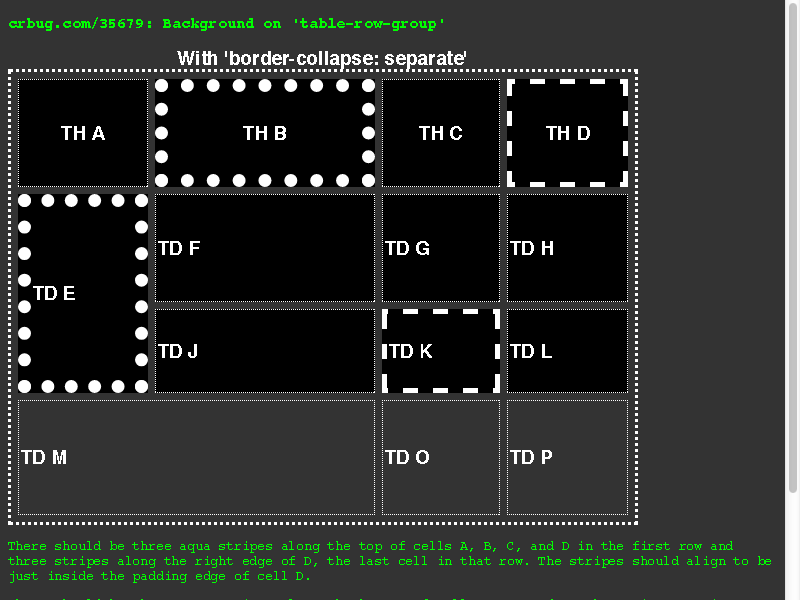 crbug.com/35679: Background on 'table-row-group'
With 'border-collapse: separate'
TH A TH B TH C TH D
TD E TD F TD G TD H
TD J TD K TD L
TD M TD O TD P
There should be three aqua stripes along the top of cells A, B, C, and D in the first row and
three stripes along the right edge of D, the last cell in that row. The stripes should align to be
just inside the padding edge of cell D.